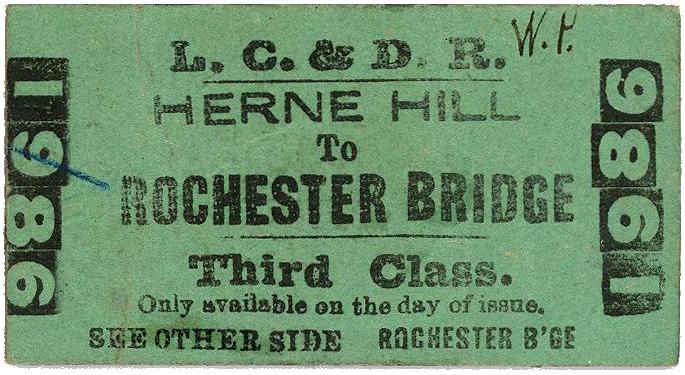 L. C. & D. R.
HERNE HILL
To
ROCHESTER BRIDGE
Third Class.
Only available on the day of issue.
SEE OTHER SIDE ROCHESTER B'GE
1986
1986